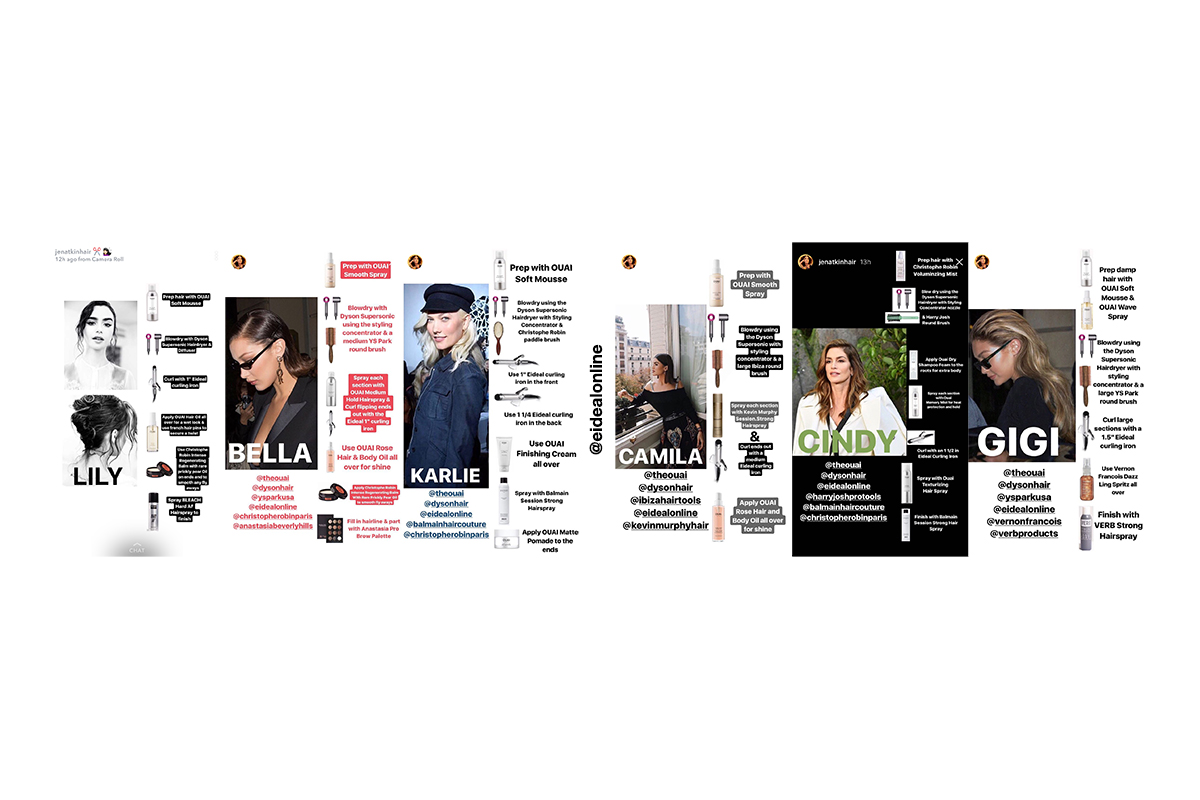 jenatkinhair
12h ago from Camera Roll
Prep hair with OUAI
Soft Mousse
Blowdry with Dyson
Supersonic Hairdryer &
Diffuser
Curl with 1" Eideal
curling iron
Apply OUAI Hair Oil all
over for a wet look &
use french hair pins to
secure a twist
Use Christophe
Robin Intense
Regenerating
Balm with rare
prickly pear Oil
on ends and to
smooth any fly
aways
Spray BLEACH
Hard AF
Hairspray to
finish
LILY
CHAT
Prep with OUAI
Smooth Spray
Blowdry with
Dyson Supersonic
using the styling
concentrator & a
medium YS Park
round brush
Spray each
section with
OUAI Medium
Hold Hairspray &
Curl flipping ends
out with the
Eideal 1" curling
iron
Use OUAI Rose
Hair & Body Oil all
over for shine
Apply Christophe Robin
Intense Regenerating Balm
With Rare Prickly Pear oil
to smooth fly aways
Fill in hairline & part
with Anastasia Pro
Brow Palette
BELLA
@theouai
@dysonhair
@ysparkusa
@eidealonline
@christopherobinparis
@anastasiabeverlyhills
Prep with OUAI
Soft Mousse
Blowdry using the
Dyson Supersonic
Hairdryer with Styling
Concentrator &
Christophe Robin
paddle brush
Use 1" Eideal curling
iron in the front
Use 1 1/4 Eideal curling
iron in the back
Use OUAI
Finishing Cream
all over
Spray with Balmain
Session Strong
Hairspray
Apply OUAI Matte
Pomade to the
ends
KARLIE
@theouai
@dysonhair
@eidealonline
@balmainhaircouture
@christopherobinparis
@eidealonline
Prep with
OUAI Smooth
Spray
Blowdry using
the Dyson
Supersonic with
styling
concentrator & a
large Ibiza round
brush
Spray each section
with Kevin Murphy
Session.Strong
Hairspray
&
Curl ends out
with a
medium
Eideal curling
iron
Apply OUAI
Rose Hair and
Body Oil all over
for shine
CAMILA
@theouai
@dysonhair
@ibizahairtools
@eidealonline
@kevinmurphyhair
jenatkinhair 13h
Prep hair with
Christophe Robin
Volumizing Mist
Blow dry using the Dyson
Supersonic Hairdryer with Styling
Concentrator nozzle
& Harry Josh
Round Brush
Apply Ouai Dry
Shampoo Foam to the
roots for extra body
Spray each section
with Ouai
Memory Mist for heat
protection and hold
Curl with an 1 1/2 in
Eideal Curling Iron
Spray with Ouai
Texturizing
Hair Spray
Finish with Balmain
Session Strong Hair
Spray
CINDY
@theouai
@dysonhair
@eidealonline
@harryjoshprotools
@balmainhaircouture
@christopherobinparis
Prep damp
hair with
OUAI Soft
Mousse &
OUAI Wave
Spray
Blowdry using the
Dyson Supersonic
Hairdryer with
styling
concentrator & a
large YS Park
round brush
Curl large
sections with a
1.5" Eideal
curling iron
Use Vernon
Francois Dazz
Ling Spritz all
over
Finish with
VERB Strong
Hairspray
GIGI
@theouai
@dysonhair
@ysparkusa
@eidealonline
@vernonfrancois
@verbproducts